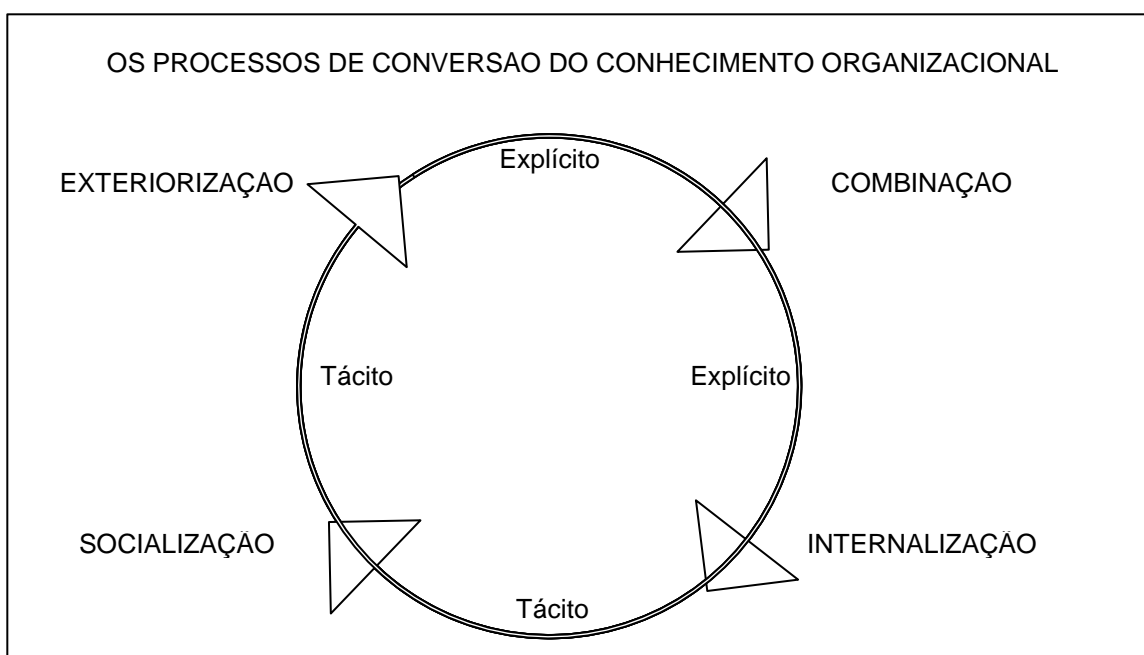 OS PROCESSOS DE CONVERSAO DO CONHECIMENTO ORGANIZACIONAL
Explícito
EXTERIORIZAÇAO
COMBINAÇAO
Tácito
Explícito
SOCIALIZAÇÃO
INTERNALIZAÇÃO
Tácito